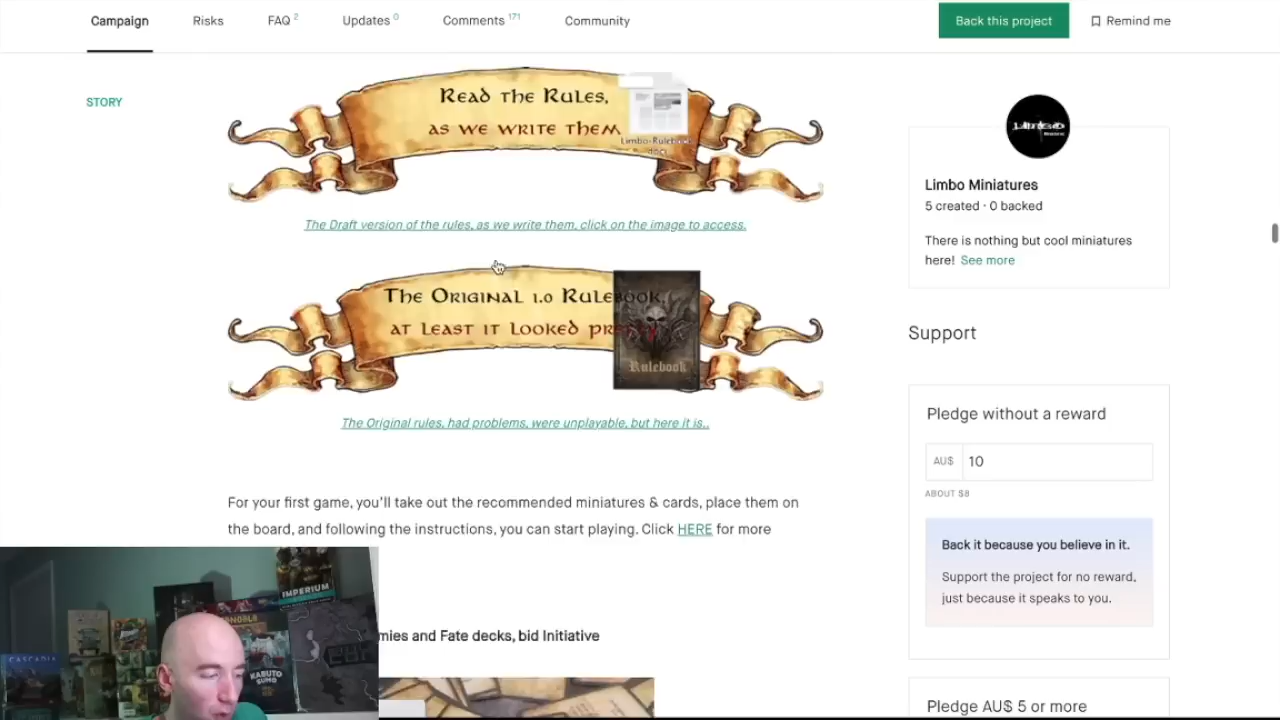 Campaign
Risks
FAQ 2
Updates 0
Comments 171
Community
Back this project
Remind me
STORY
Read the Rules,
as we write them
Limbo-Rulebook
.docx
The Draft version of the rules, as we write them, click on the image to access.
The Original 1.0 Rulebook,
at least it looked pretty
Rulebook
The Original rules, had problems, were unplayable, but here it is..
For your first game, you'll take out the recommended miniatures & cards, place them on
the board, and following the instructions, you can start playing. Click HERE for more
mies and Fate decks, bid Initiative
Limbo Miniatures
5 created · 0 backed
There is nothing but cool miniatures
here! See more
Support
Pledge without a reward
AU$ 10
ABOUT $8
Back it because you believe in it.
Support the project for no reward,
just because it speaks to you.
Pledge AU$ 5 or more
IMPERIUM
CASCADIA
KABUTO
SUMO